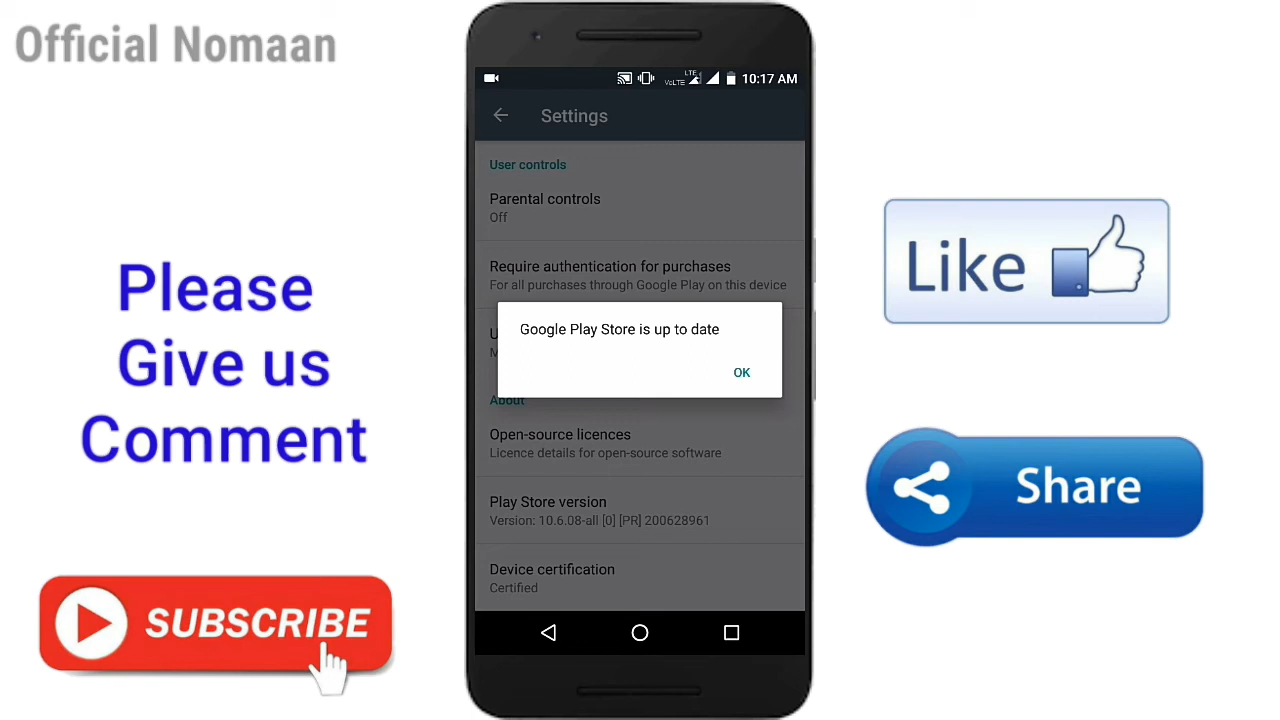 Official Nomaan
LTE
VoLTE
10:17 AM
Settings
User controls
Parental controls
Off
Require authentication for purchases
For all purchases through Google Play on this device
Google Play Store is up to date
OK
About
Open-source licences
Licence details for open-source software
Play Store version
Version: 10.6.08-all [0] [PR] 200628961
Device certification
Certified
Please
Give us
Comment
SUBSCRIBE
Like
Share